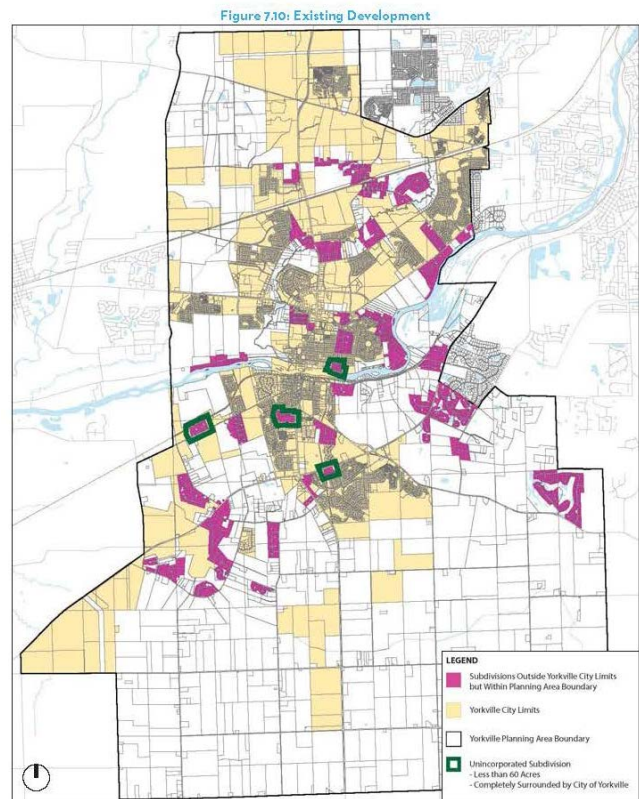 Figure 7.10: Existing Development
LEGEND
Subdivisions Outside Yorkville City Limits
but Within Planning Area Boundary
Yorkville City Limits
Yorkville Planning Area Boundary
Unincorporated Subdivision
- Less than 60 Acres
- Completely Surrounded by City of Yorkville